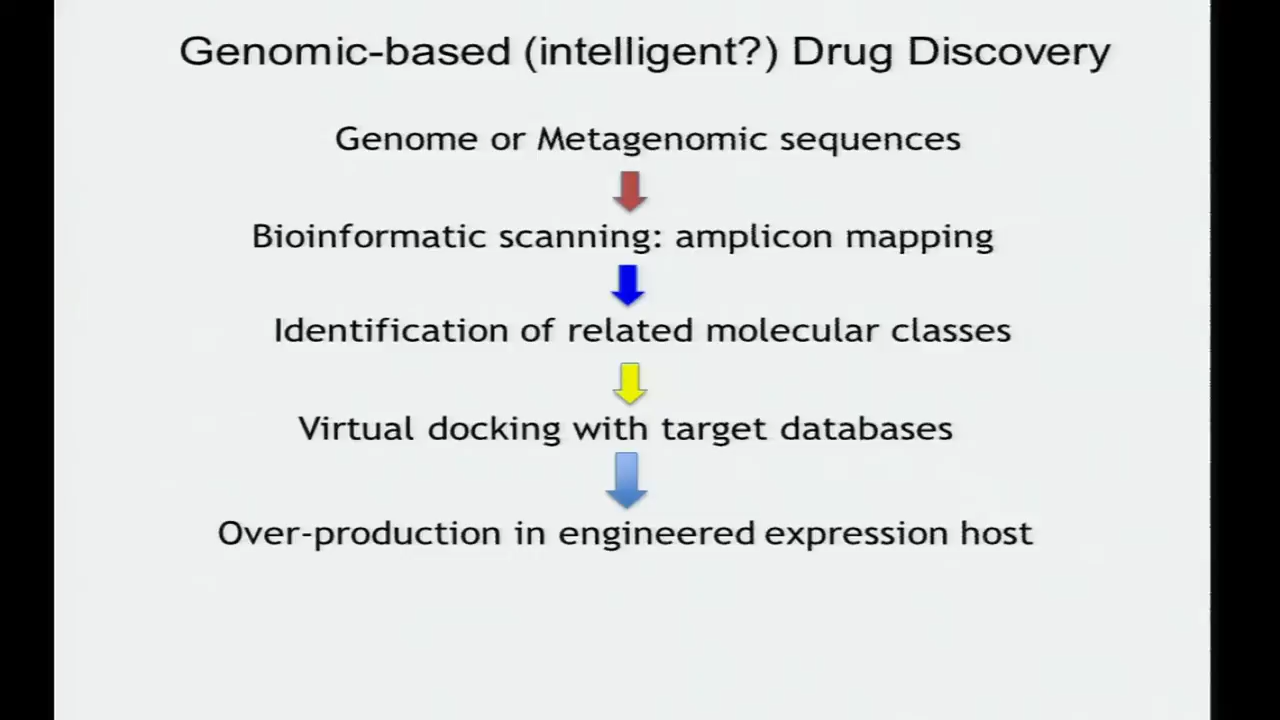 Genomic-based (intelligent?) Drug Discovery
Genome or Metagenomic sequences
Bioinformatic scanning: amplicon mapping
Identification of related molecular classes
Virtual docking with target databases
Over-production in engineered expression host